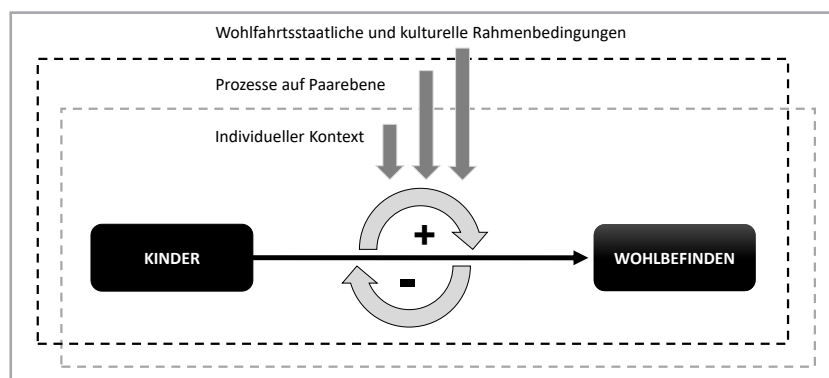 Wohlfahrtsstaatliche und kulturelle Rahmenbedingungen
Prozesse auf Paarebene
Individueller Kontext
+
KINDER
WOHLBEFINDEN
-